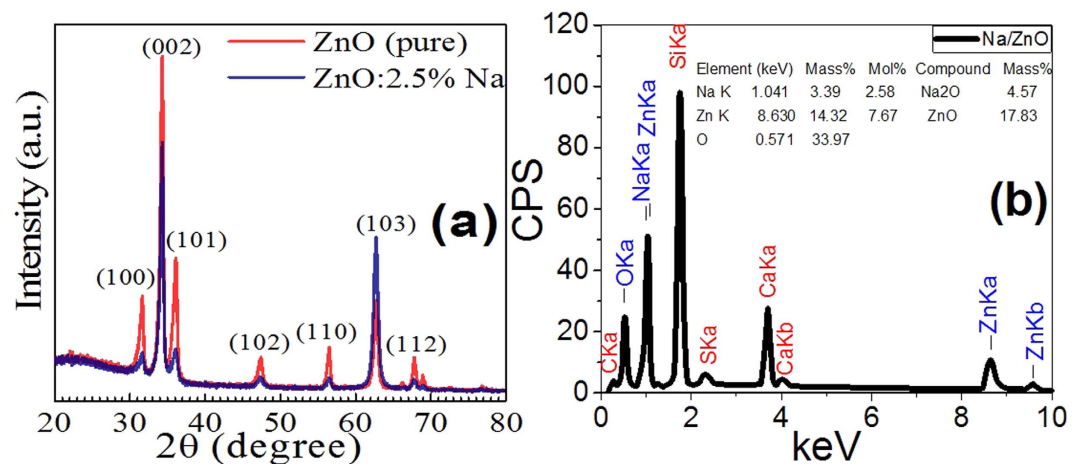 ZnO (pure)
ZnO:2.5% Na
(002)
(100)
(101)
(102)
(110)
(103)
(112)
(a)
Intensity (a.u.)
20 30 40 50 60 70 80
2θ (degree)
Na/ZnO
Element (keV) Mass% Mol% Compound Mass%
Na K 1.041 3.39 2.58 Na2O 4.57
Zn K 8.630 14.32 7.67 ZnO 17.83
O 0.571 33.97
(b)
CKa
OKa
NaKa
ZnKa
SiKa
SKa
CaKa
CaKb
ZnKa
ZnKb
CPS
120
100
80
60
40
20
0
0 2 4 6 8 10
keV